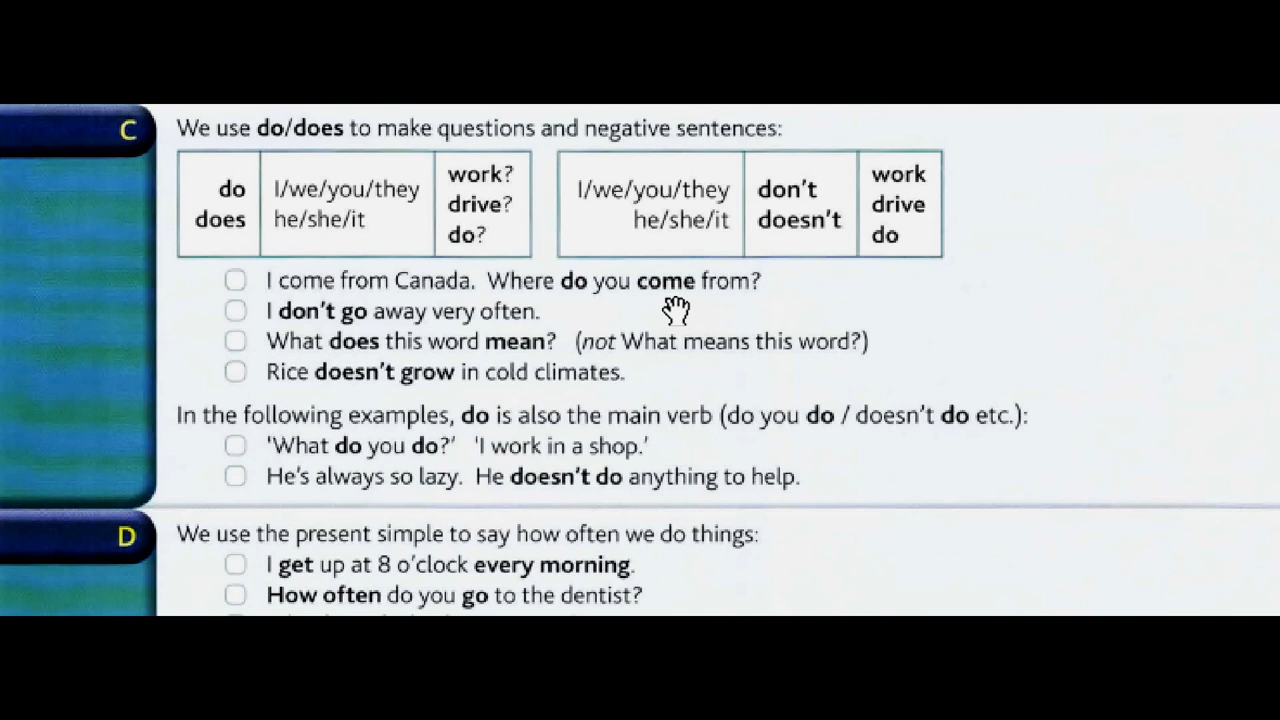 C
We use do/does to make questions and negative sentences:
do I/we/you/they work?
does he/she/it drive?
do?
I/we/you/they don't work
he/she/it doesn't drive
do
I come from Canada. Where do you come from?
I don't go away very often.
What does this word mean? (not What means this word?)
Rice doesn't grow in cold climates.
In the following examples, do is also the main verb (do you do / doesn't do etc.):
'What do you do?' 'I work in a shop.'
He's always so lazy. He doesn't do anything to help.
D
We use the present simple to say how often we do things:
I get up at 8 o'clock every morning.
How often do you go to the dentist?